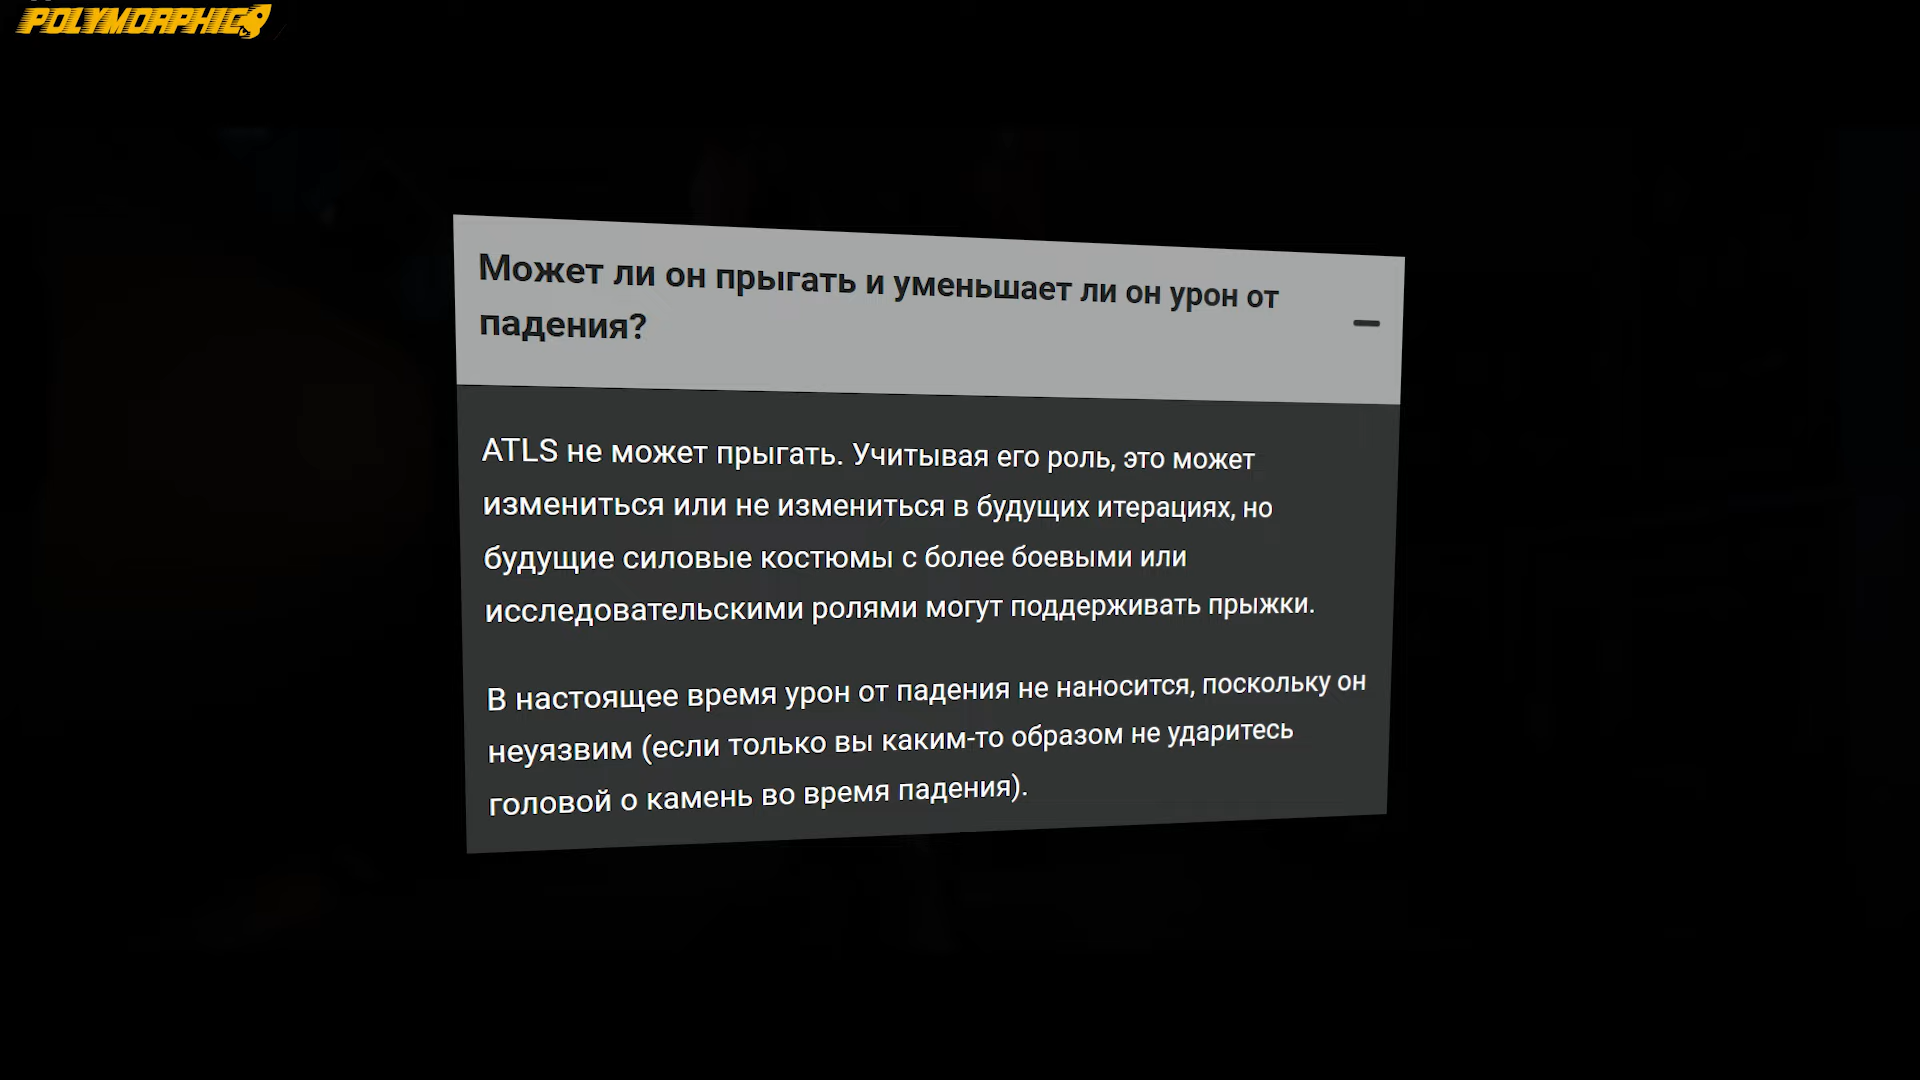 POLYMORPHIC
Может ли он прыгать и уменьшает ли он урон от
падения?
ATLS не может прыгать. Учитывая его роль, это может
измениться или не измениться в будущих итерациях, но
будущие силовые костюмы с более боевыми или
исследовательскими ролями могут поддерживать прыжки.
В настоящее время урон от падения не наносится, поскольку он
неуязвим (если только вы каким-то образом не ударитесь
головой о камень во время падения).